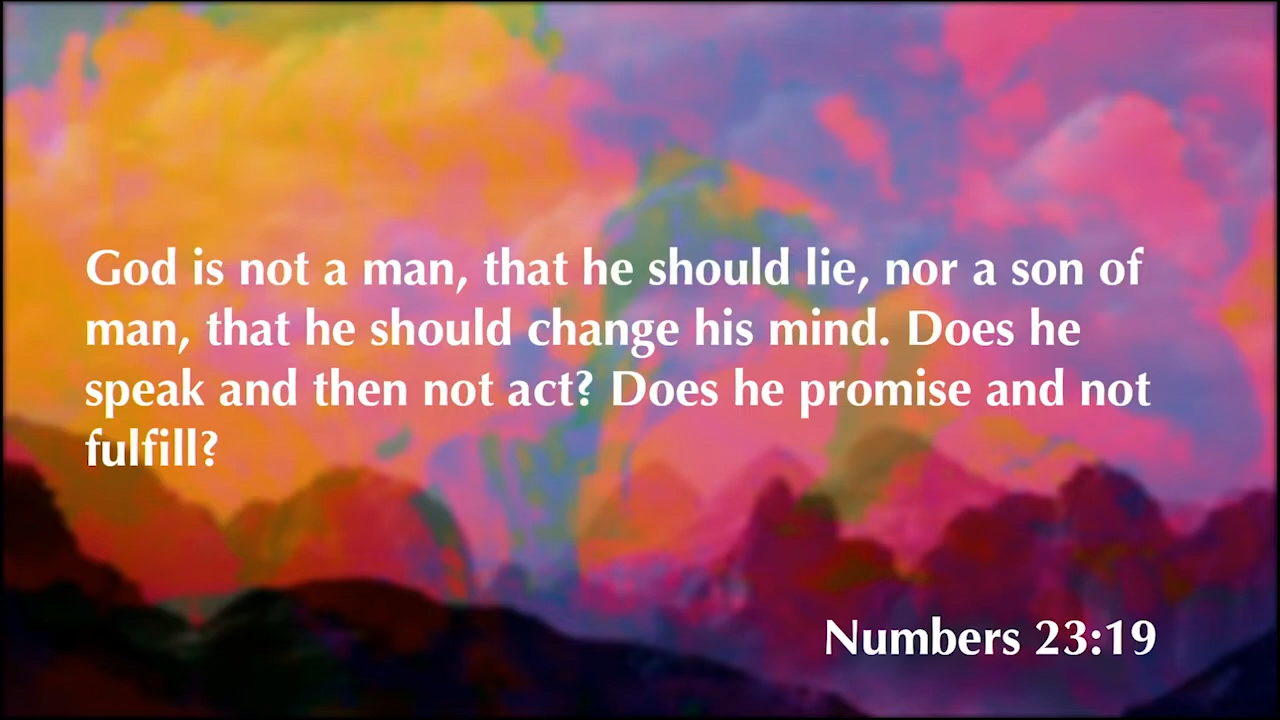 God is not a man, that he should lie, nor a son of
man, that he should change his mind. Does he
speak and then not act? Does he promise and not
fulfill?
Numbers 23:19